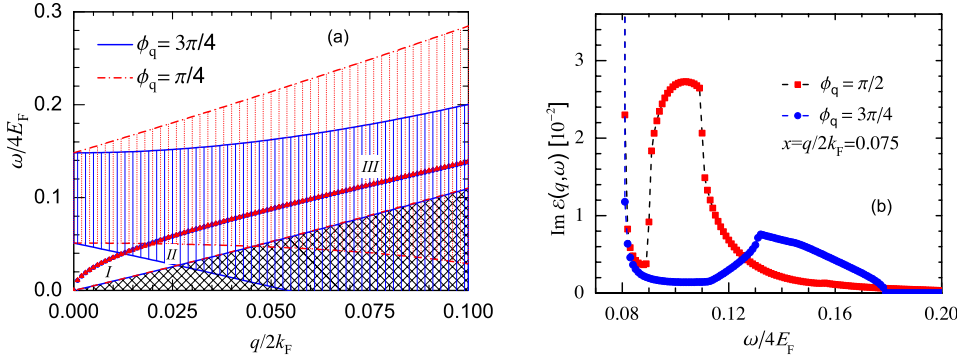 0.3
0.2
0.1
0.0
ω/4E_F
ϕ_q = 3π/4
ϕ_q = π/4
(a)
III
II
I
0.000 0.025 0.050 0.075 0.100
q/2k_F
Im ε(q,ω) [10⁻²]
3
2
1
0
ϕ_q = π/2
ϕ_q = 3π/4
x=q/2k_F=0.075
(b)
0.08 0.12 0.16 0.20
ω/4E_F